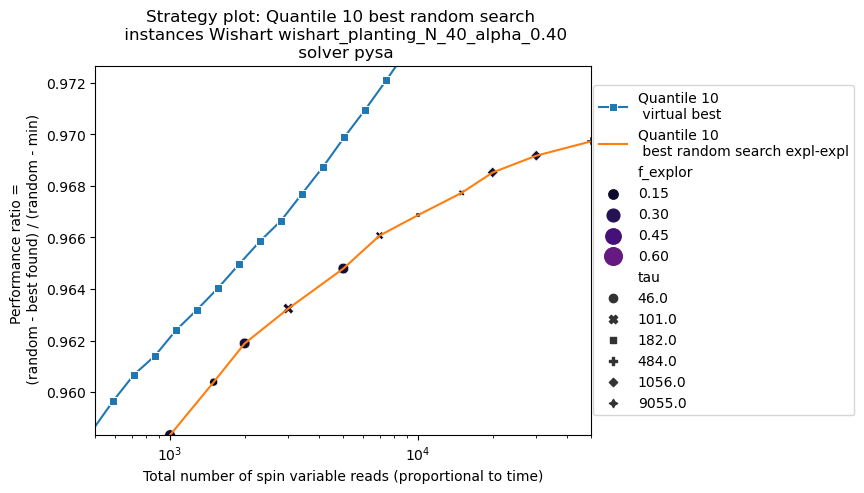 Strategy plot: Quantile 10 best random search
instances Wishart wishart_planting_N_40_alpha_0.40
solver pysa
Performance ratio =
(random - best found) / (random - min)
0.972
0.970
0.968
0.966
0.964
0.962
0.960
10^3
10^4
Total number of spin variable reads (proportional to time)
Quantile 10
virtual best
Quantile 10
best random search expl-expl
f_explor
0.15
0.30
0.45
0.60
tau
46.0
101.0
182.0
484.0
1056.0
9055.0